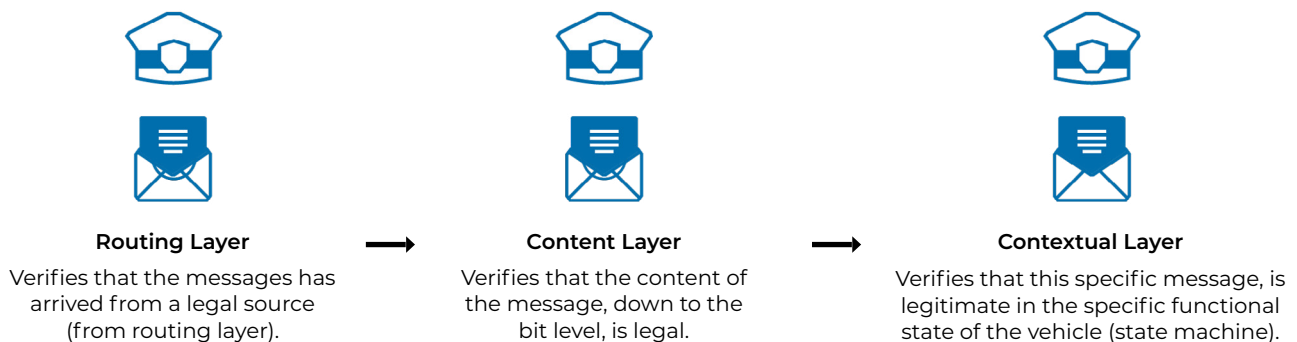 Routing Layer
Verifies that the messages has
arrived from a legal source
(from routing layer).
Content Layer
Verifies that the content of
the message, down to the
bit level, is legal.
Contextual Layer
Verifies that this specific message, is
legitimate in the specific functional
state of the vehicle (state machine).